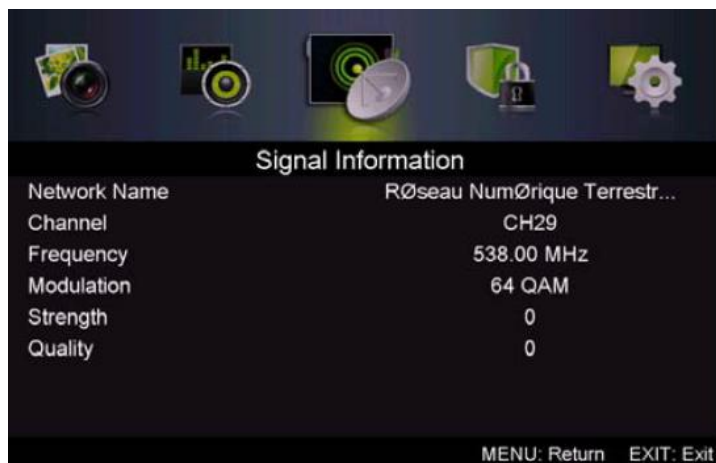 Signal Information
Network Name RØseau NumØrique Terrestr...
Channel CH29
Frequency 538.00 MHz
Modulation 64 QAM
Strength 0
Quality 0
MENU: Return EXIT: Exit